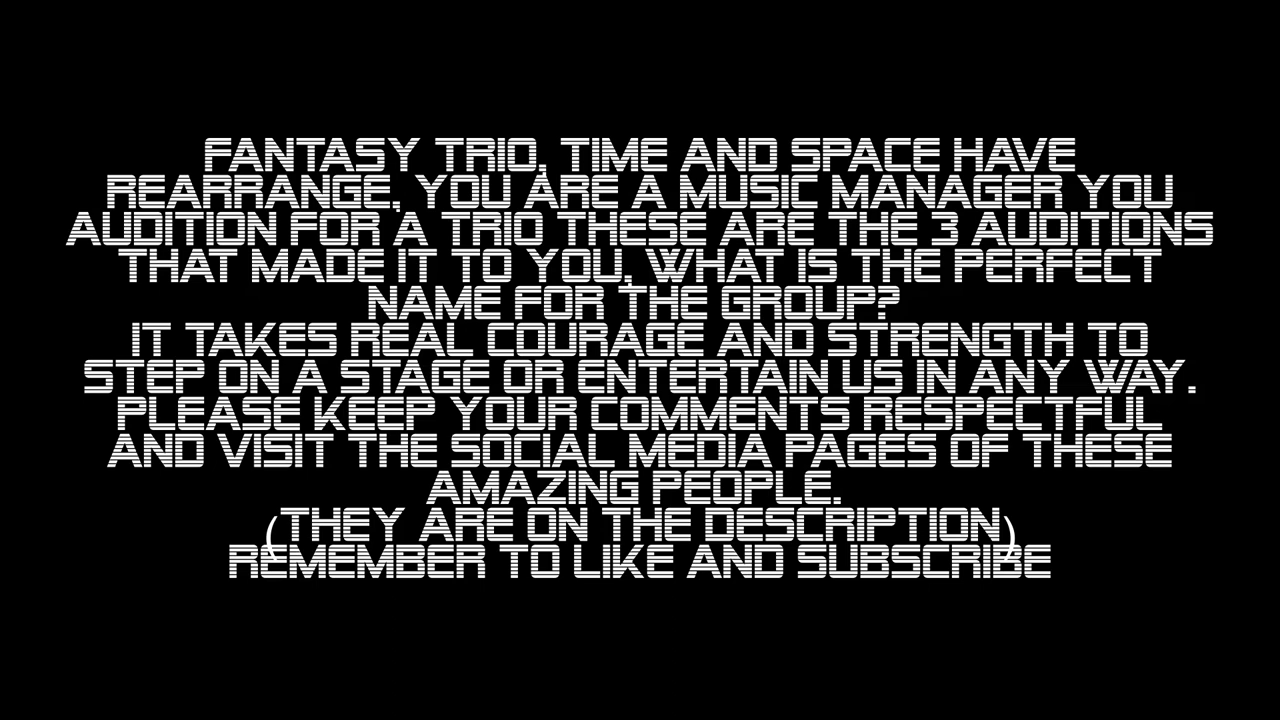 FANTASY TRIO. TIME AND SPACE HAVE
REARRANGE. YOU ARE A MUSIC MANAGER YOU
AUDITION FOR A TRIO THESE ARE THE 3 AUDITIONS
THAT MADE IT TO YOU. WHAT IS THE PERFECT
NAME FOR THE GROUP?
IT TAKES REAL COURAGE AND STRENGTH TO
STEP ON A STAGE OR ENTERTAIN US IN ANY WAY.
PLEASE KEEP YOUR COMMENTS RESPECTFUL
AND VISIT THE SOCIAL MEDIA PAGES OF THESE
AMAZING PEOPLE.
(THEY ARE ON THE DESCRIPTION)
REMEMBER TO LIKE AND SUBSCRIBE